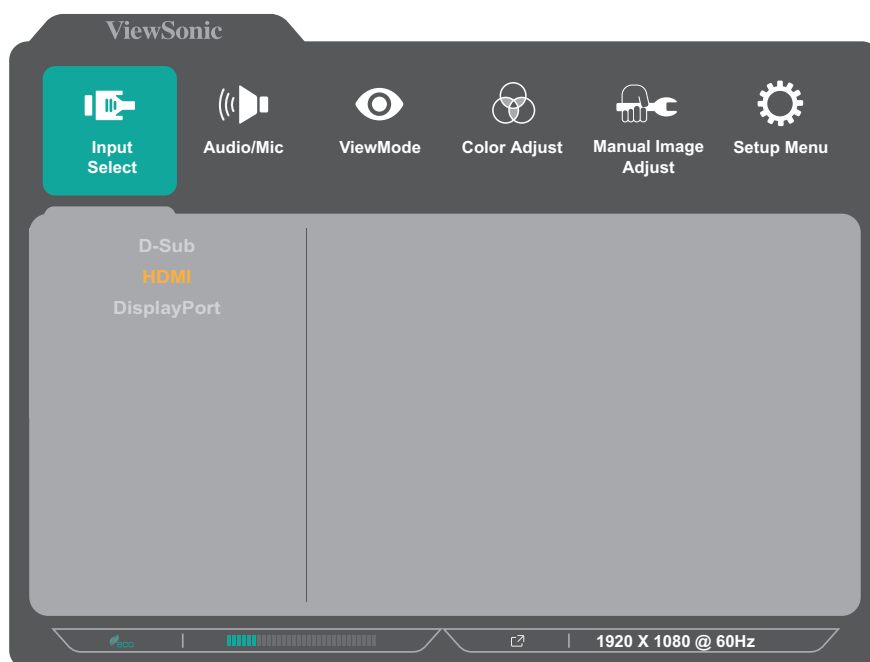 ViewSonic
Input
Select
Audio/Mic
ViewMode
Color Adjust
Manual Image
Adjust
Setup Menu
D-Sub
HDMI
DisplayPort
eco
1920 X 1080 @ 60Hz